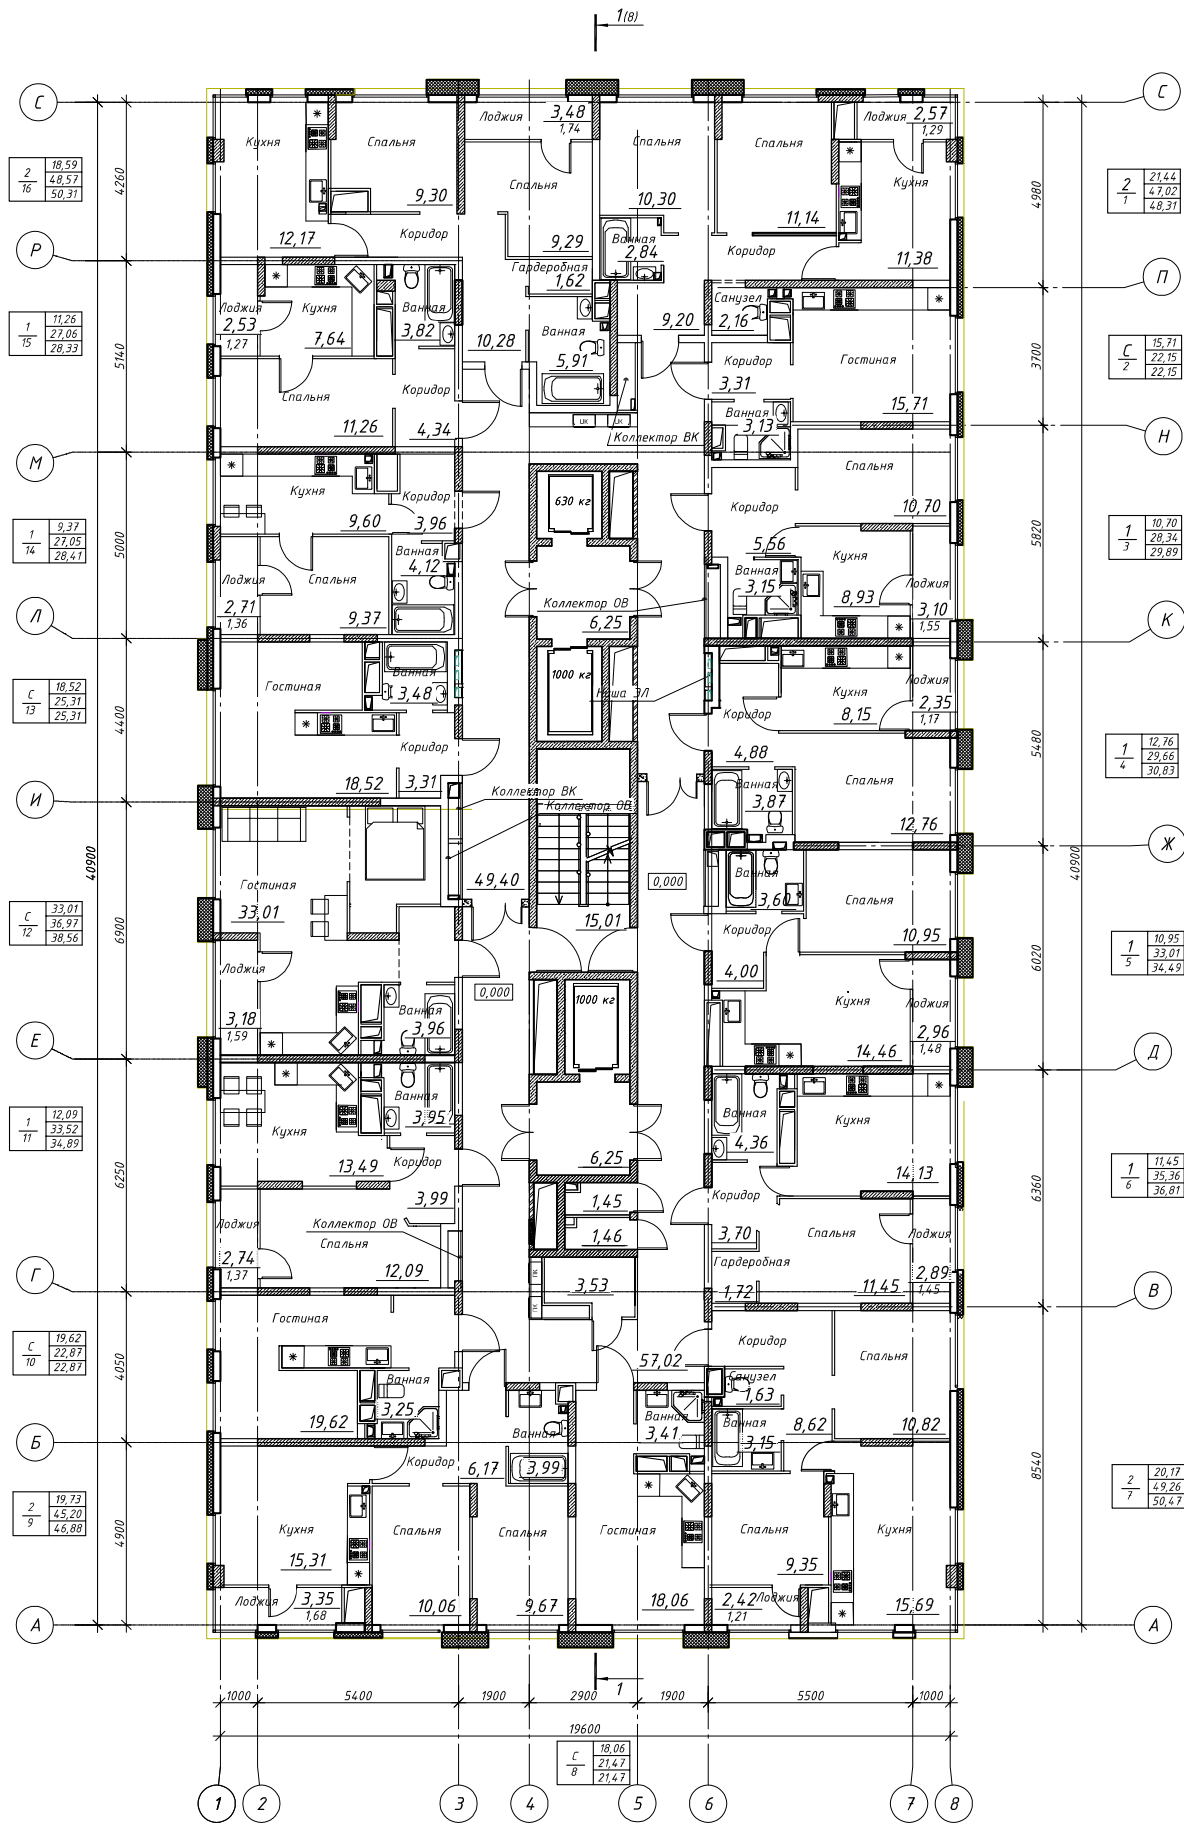 1(8)
С
С
Кухня
Спальня
Лоджия
3,48
1,74
Спальня
Спальня
Лоджия
2,57
1,29
Кухня
2
16
18,59
48,57
50,31
4260
4980
2
1
21,44
47,02
48,31
Спальня
9,30
10,30
11,14
12,17
Коридор
9,29
Ванная
2,84
Коридор
11,38
Р
П
Гардеробная
1,62
Лоджия
2,53
1,27
Кухня
7,64
Ванная
3,82
10,28
Ванная
5,91
9,20
Санузел
2,16
Гостиная
1
15
11,26
27,06
28,33
5140
3700
С
2
15,71
22,15
22,15
Коридор
3,31
Спальня
11,26
Коридор
4,34
Ванная
3,13
15,71
ШК
ШК
Коллектор ВК
М
Н
Кухня
9,60
Коридор
3,96
630 кг
Коридор
5,56
Спальня
10,70
1
14
9,37
27,05
28,41
5000
5820
1
3
10,70
28,34
29,89
Ванная
4,12
Кухня
8,93
Лоджия
2,71
1,36
Спальня
9,37
Коллектор ОВ
6,25
Ванная
3,15
Лоджия
3,10
1,55
Л
К
Гостиная
Ванная
3,48
1000 кг
Ниша ЭЛ
Кухня
8,15
Лоджия
2,35
1,17
С
13
18,52
25,31
25,31
4400
5480
1
4
12,76
29,66
30,83
Коридор
4,88
Коридор
3,31
18,52
Ванная
3,87
Спальня
12,76
И
Ж
Коллектор ВК
Коллектор ОВ
40900
40900
Гостиная
33,01
49,40
0,000
15,01
Ванная
3,60
Спальня
10,95
С
12
33,01
36,97
38,56
6900
6020
1
5
10,95
33,01
34,49
Коридор
4,00
Лоджия
3,18
1,59
Ванная
3,96
0,000
1000 кг
Кухня
14,46
Лоджия
2,96
1,48
Е
Д
Ванная
3,95
Ванная
4,36
Кухня
14,13
1
11
12,09
33,52
34,89
6250
6360
1
6
11,45
35,36
36,81
Кухня
13,49
Коридор
3,99
6,25
Коридор
3,70
1,45
1,46
Лоджия
2,74
1,37
Коллектор ОВ
Спальня
12,09
Гардеробная
1,72
Спальня
11,45
Лоджия
2,89
1,45
Г
В
ПК
ПК
3,53
Гостиная
19,62
57,02
Коридор
8,62
Спальня
10,82
С
10
19,62
22,87
22,87
4050
8540
Ванная
3,25
Санузел
1,63
Ванная
3,99
Ванная
3,41
Ванная
3,15
Б
Коридор
6,17
2
9
19,73
45,20
46,88
4900
2
7
20,17
49,26
50,47
Кухня
15,31
Спальня
10,06
Спальня
9,67
Гостиная
18,06
Спальня
9,35
Кухня
15,69
Лоджия
3,35
1,68
Лоджия
2,42
1,21
А
А
1
1000
5400
1900
2900
1900
5500
1000
19600
С
8
18,06
21,47
21,47
1
2
3
4
5
6
7
8